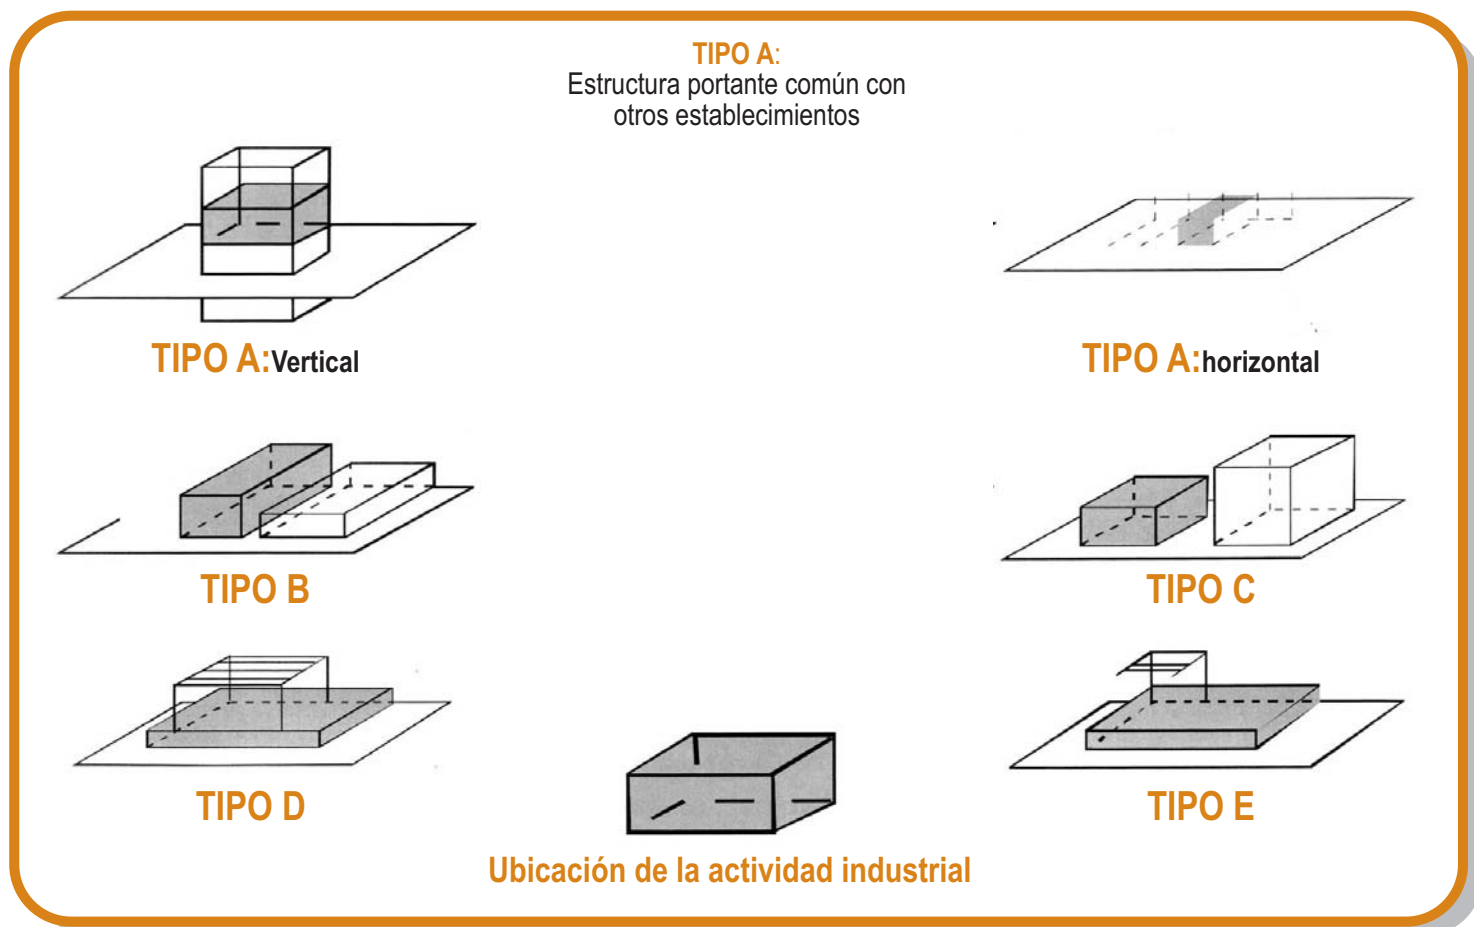 TIPO A:
Estructura portante común con
otros establecimientos
TIPO A:Vertical
TIPO A:horizontal
TIPO B
TIPO C
TIPO D
TIPO E
Ubicación de la actividad industrial